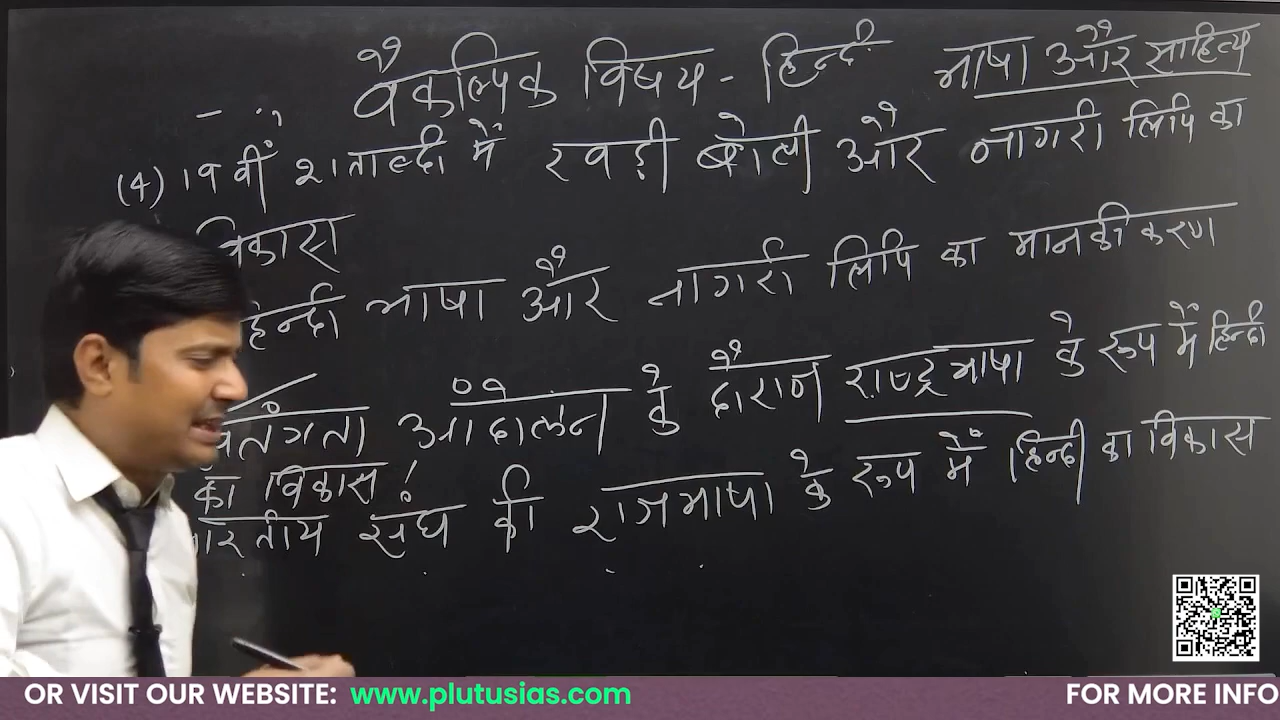 वैकल्पिक विषय - हिन्दी भाषा और साहित्य
(4) 19वीं शताब्दी में खड़ी बोली और नागरी लिपि का
विकास
हिन्दी भाषा और नागरी लिपि का मानकीकरण
आंदोलन के दौरान राष्ट्रभाषा के रूप में हिन्दी
का विकास।
संघ की राजभाषा के रूप में हिन्दी का विकास
OR VISIT OUR WEBSITE: www.plutusias.com
FOR MORE INFO